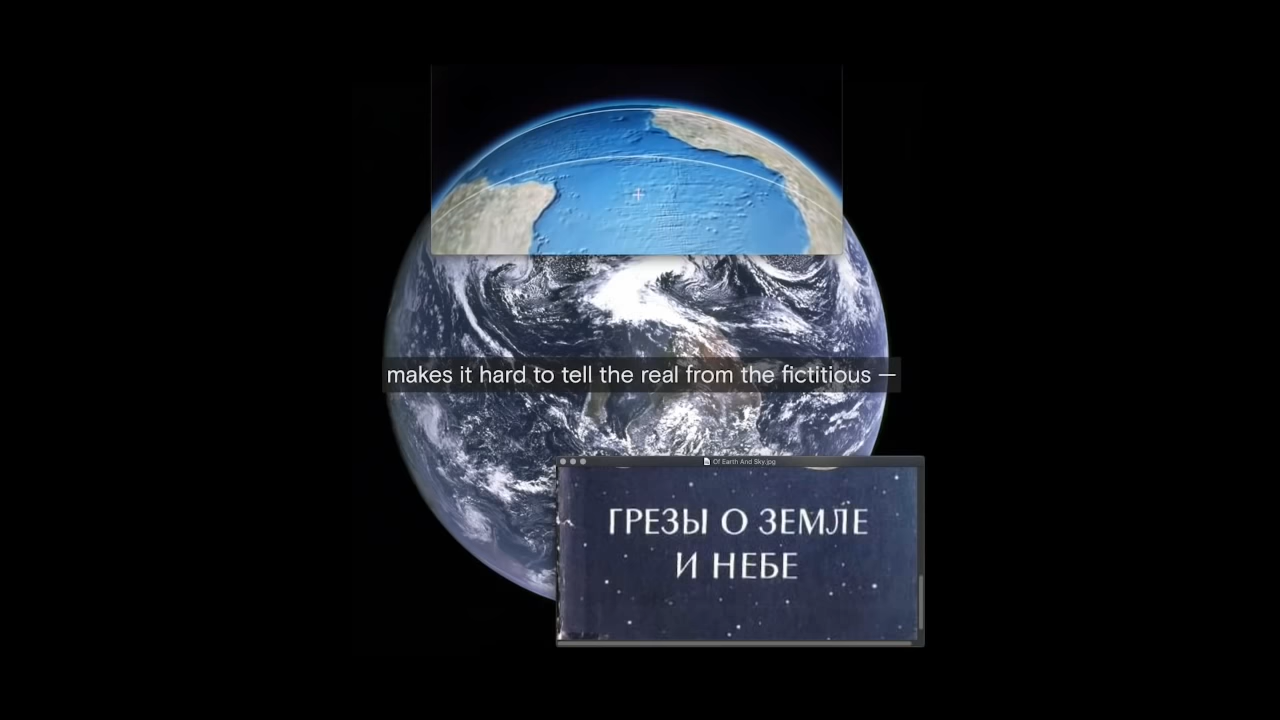 makes it hard to tell the real from the fictitious —
Of Earth And Sky.jpg
ГРЕЗЫ О ЗЕМЛЕ
И НЕБЕ